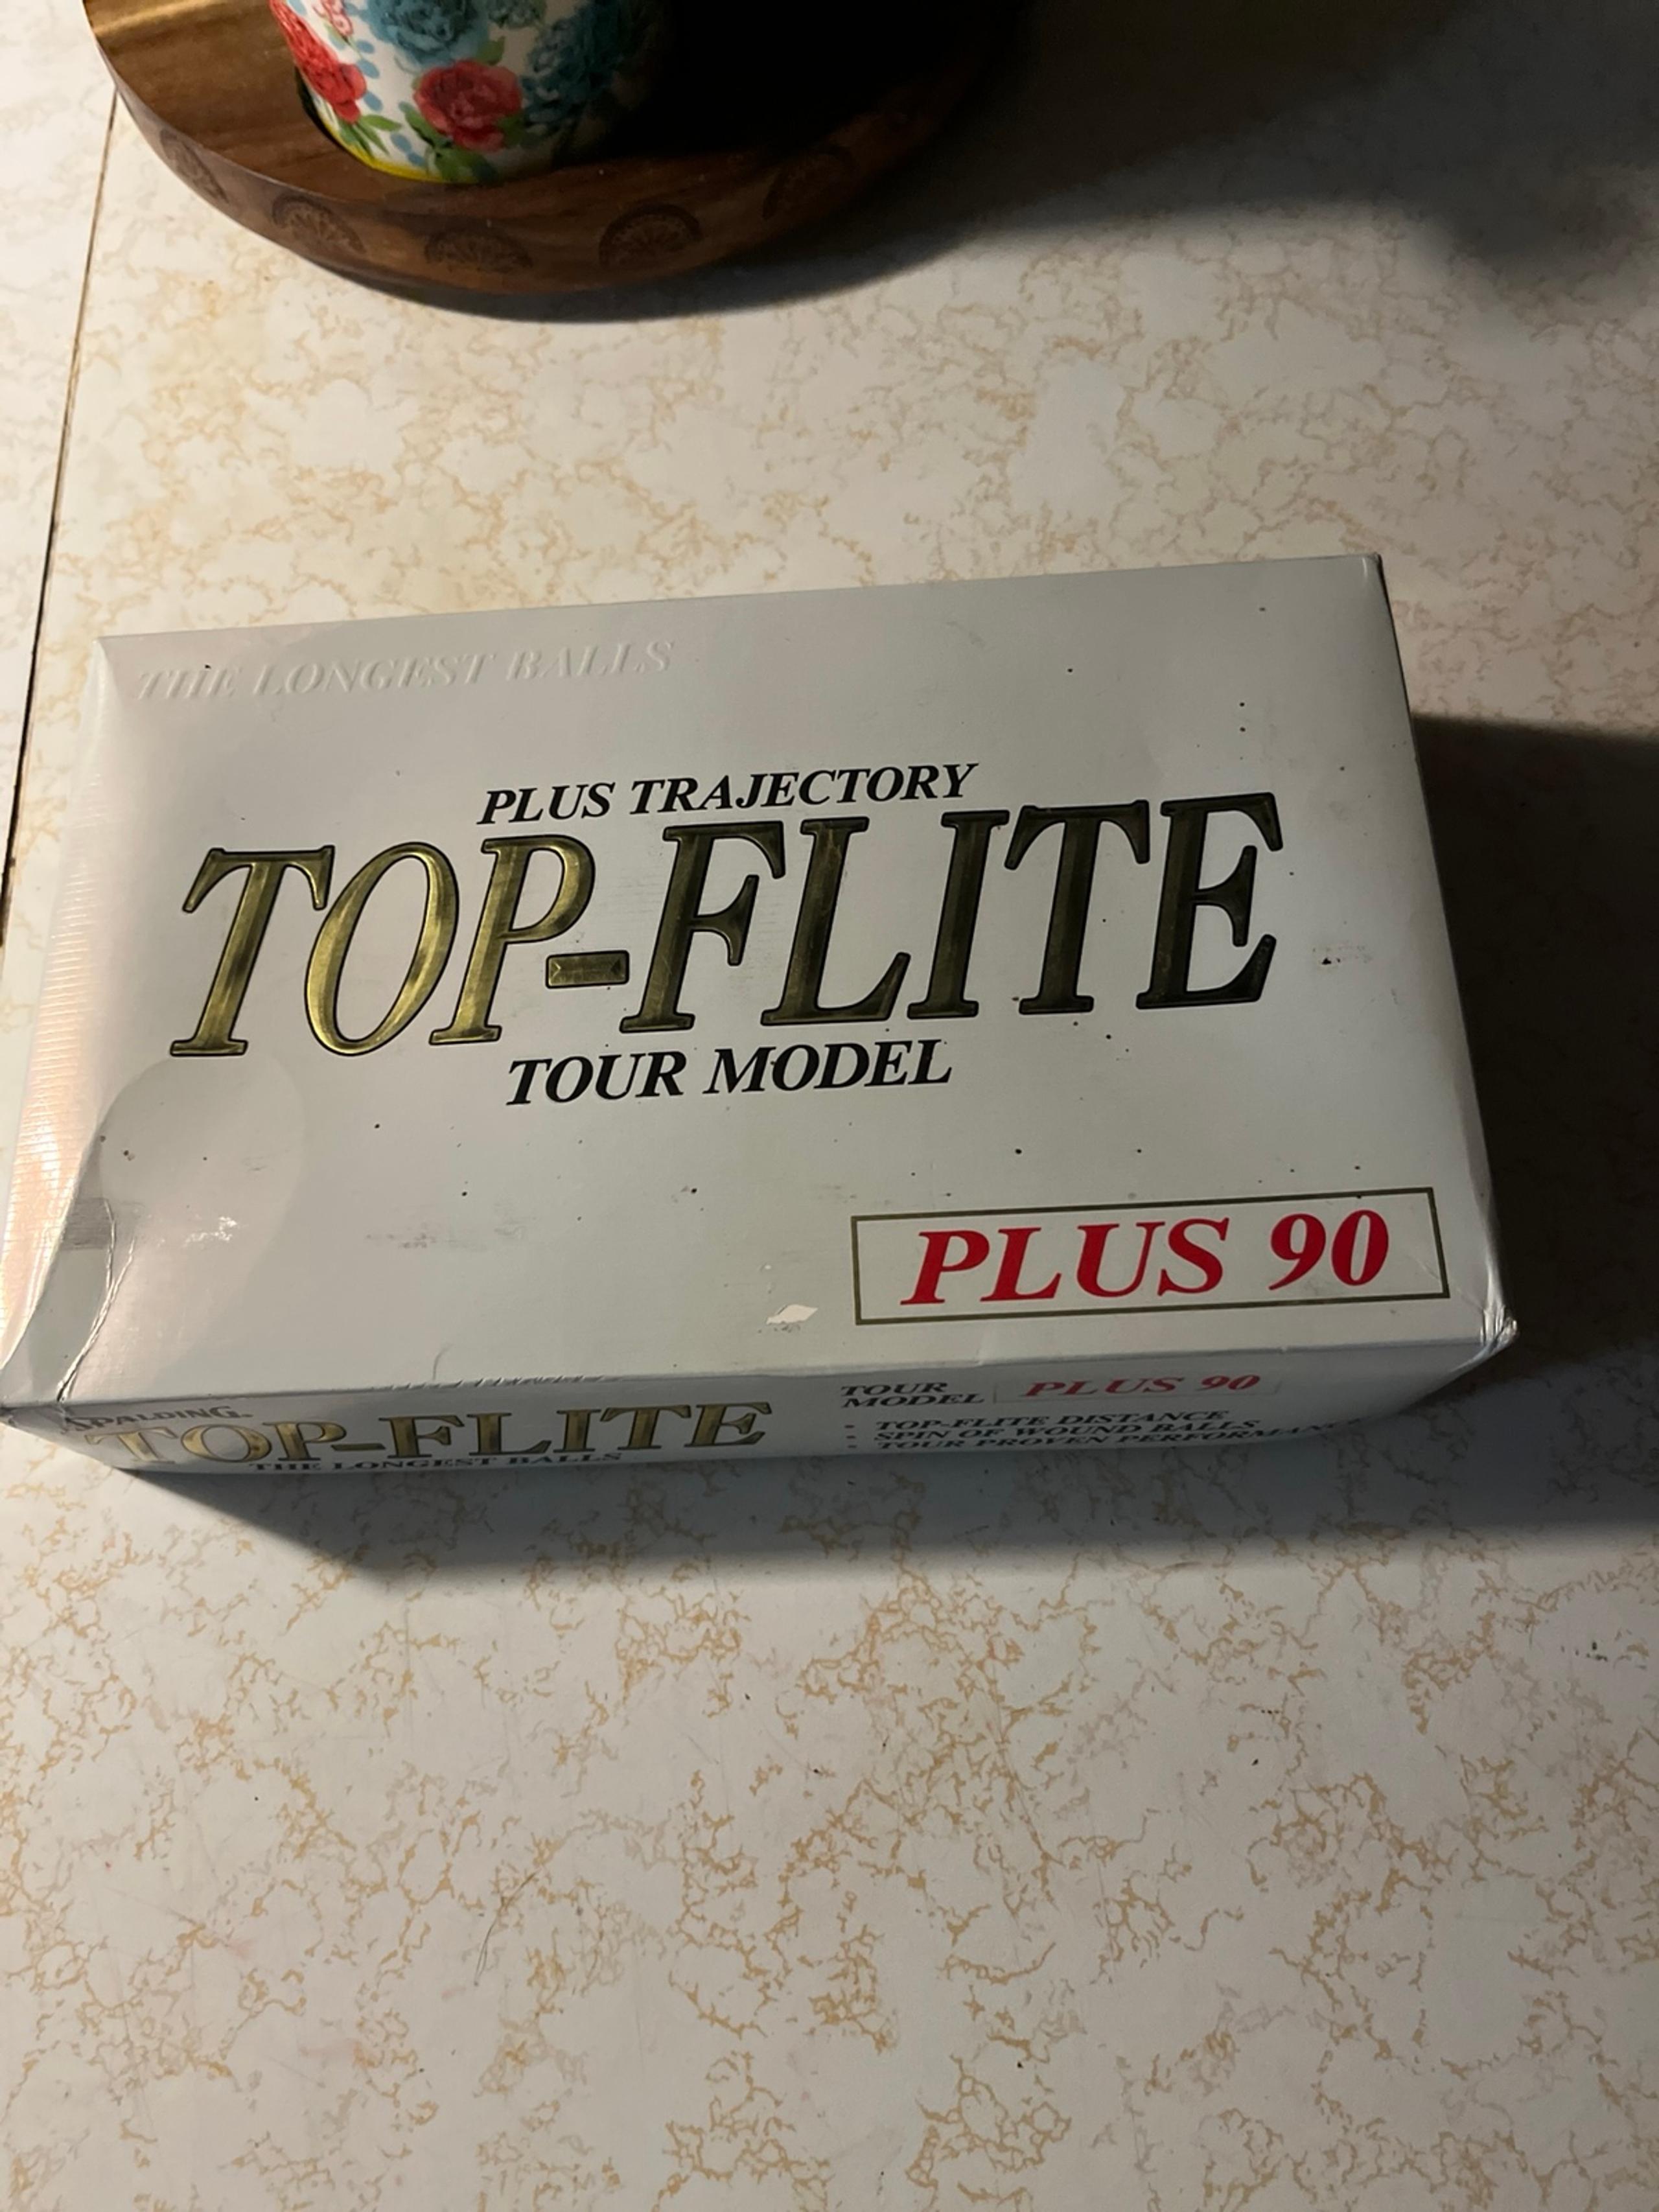 THE LONGEST BALLS
PLUS TRAJECTORY
TOP-FLITE
TOUR MODEL
PLUS 90
SPALDING
TOP-FLITE
THE LONGEST BALLS
TOUR
MODEL
PLUS 90
- TOP-FLITE DISTANCE
- SPIN OF WOUND BALLS
- TOUR PROVEN